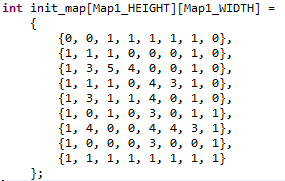 int init_map[Map1_HEIGHT][Map1_WIDTH] =
{
{0, 0, 1, 1, 1, 1, 1, 0},
{1, 1, 1, 0, 0, 0, 1, 0},
{1, 3, 5, 4, 0, 0, 1, 0},
{1, 1, 1, 0, 4, 3, 1, 0},
{1, 3, 1, 1, 4, 0, 1, 0},
{1, 0, 1, 0, 3, 0, 1, 1},
{1, 4, 0, 0, 4, 4, 3, 1},
{1, 0, 0, 0, 3, 0, 0, 1},
{1, 1, 1, 1, 1, 1, 1, 1}
};